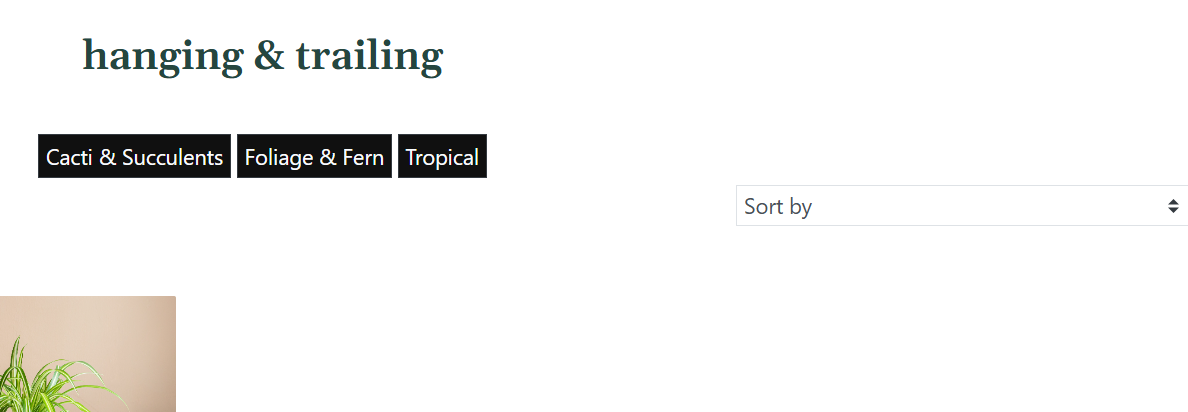 hanging & trailing
Cacti & Succulents Foliage & Fern Tropical
Sort by